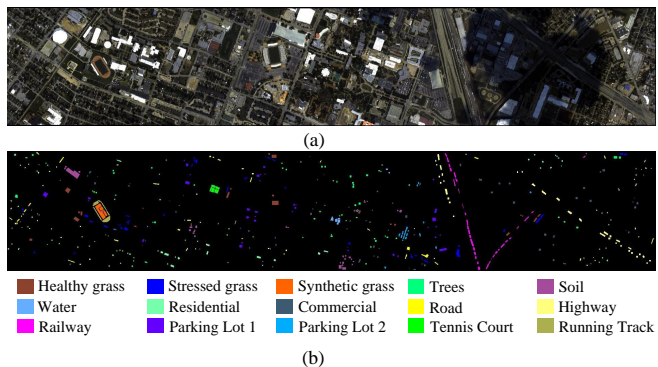 (a)
Healthy grass Stressed grass Synthetic grass Trees Soil
Water Residential Commercial Road Highway
Railway Parking Lot 1 Parking Lot 2 Tennis Court Running Track
(b)